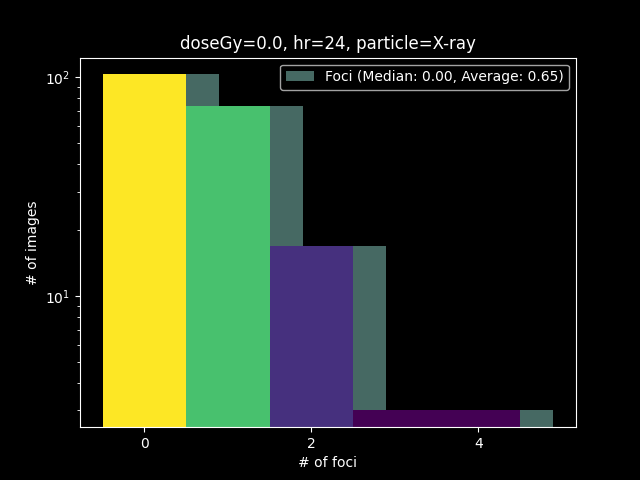 doseGy=0.0, hr=24, particle=X-ray
Foci (Median: 0.00, Average: 0.65)
# of images
10²
10¹
0 2 4
# of foci